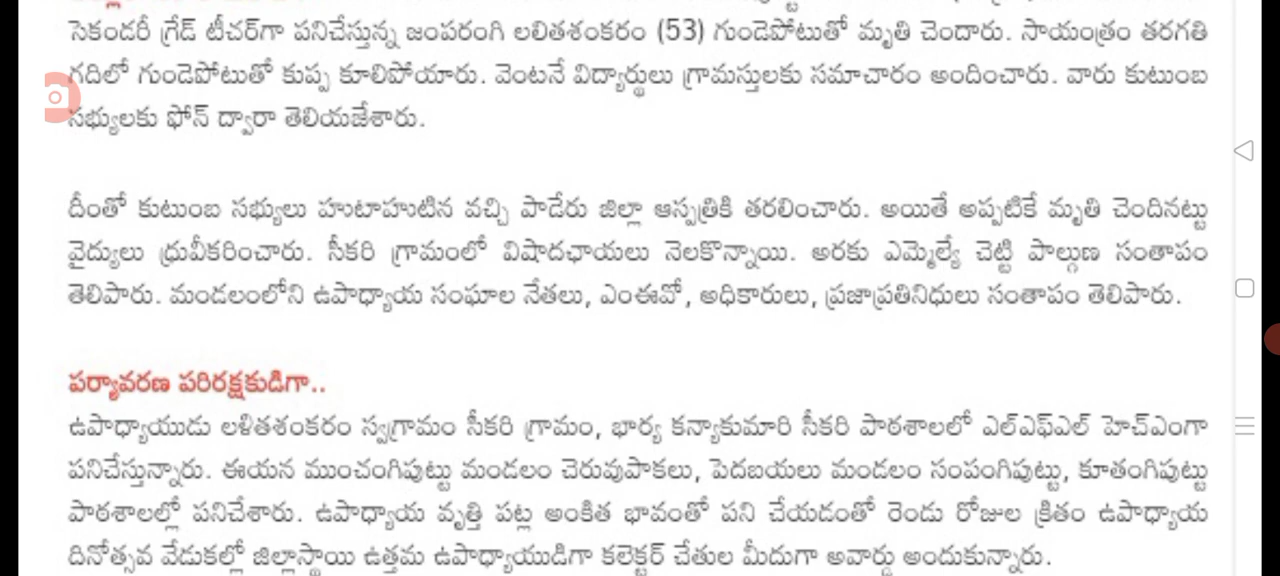 సెకండరీ గ్రేడ్ టీచర్‌గా పనిచేస్తున్న జంపరంగి లలితశంకరం (53) గుండెపోటుతో మృతి చెందారు. సాయంత్రం తరగతి
గదిలో గుండెపోటుతో కుప్ప కూలిపోయారు. వెంటనే విద్యార్థులు గ్రామస్తులకు సమాచారం అందించారు. వారు కుటుంబ
సభ్యులకు ఫోన్ ద్వారా తెలియజేశారు.
దీంతో కుటుంబ సభ్యులు హుటాహుటిన వచ్చి పాడేరు జిల్లా ఆస్పత్రికి తరలించారు. అయితే అప్పటికే మృతి చెందినట్టు
వైద్యులు ధ్రువీకరించారు. సీకరి గ్రామంలో విషాదఛాయలు నెలకొన్నాయి. అరకు ఎమ్మెల్యే చెట్టి పాల్గుణ సంతాపం
తెలిపారు. మండలంలోని ఉపాధ్యాయ సంఘాల నేతలు, ఎంఈవో, అధికారులు, ప్రజాప్రతినిధులు సంతాపం తెలిపారు.
పర్యావరణ పరిరక్షకుడిగా..
ఉపాధ్యాయుడు లళితశంకరం స్వగ్రామం సీకరి గ్రామం, భార్య కన్యాకుమారి సీకరి పాఠశాలలో ఎల్ఎఫ్ఎల్ హెచ్ఎంగా
పనిచేస్తున్నారు. ఈయన ముంచంగిపుట్టు మండలం చెరువుపాకలు, పెదబయలు మండలం సంపంగిపుట్టు, కూతంగిపుట్టు
పాఠశాలల్లో పనిచేశారు. ఉపాధ్యాయ వృత్తి పట్ల అంకిత భావంతో పని చేయడంతో రెండు రోజుల క్రితం ఉపాధ్యాయ
దినోత్సవ వేడుకల్లో జిల్లాస్థాయి ఉత్తమ ఉపాధ్యాయుడిగా కలెక్టర్ చేతుల మీదుగా అవార్డు అందుకున్నారు.